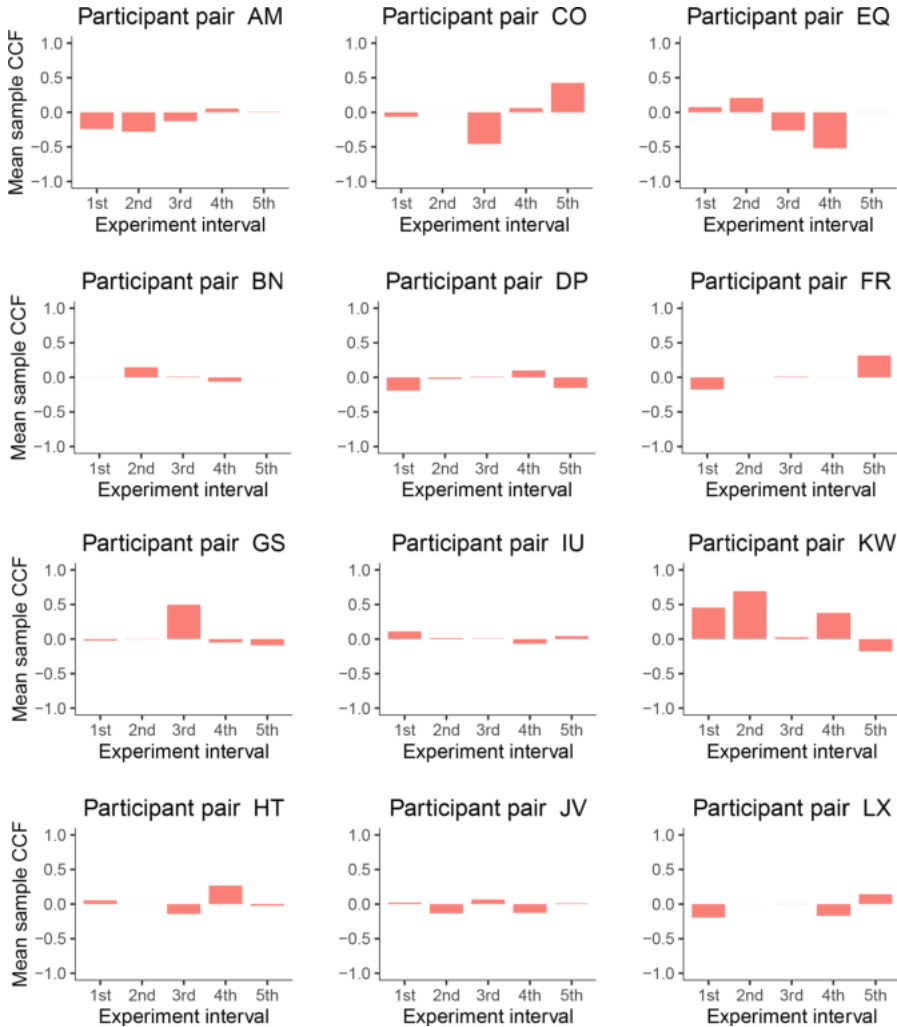 Participant pair AM
Participant pair CO
Participant pair EQ
Mean sample CCF
1.0
0.5
0.0
−0.5
−1.0
1st 2nd 3rd 4th 5th
Experiment interval
1.0
0.5
0.0
−0.5
−1.0
1st 2nd 3rd 4th 5th
Experiment interval
1.0
0.5
0.0
−0.5
−1.0
1st 2nd 3rd 4th 5th
Experiment interval
Participant pair BN
Participant pair DP
Participant pair FR
Mean sample CCF
1.0
0.5
0.0
−0.5
−1.0
1st 2nd 3rd 4th 5th
Experiment interval
1.0
0.5
0.0
−0.5
−1.0
1st 2nd 3rd 4th 5th
Experiment interval
1.0
0.5
0.0
−0.5
−1.0
1st 2nd 3rd 4th 5th
Experiment interval
Participant pair GS
Participant pair IU
Participant pair KW
Mean sample CCF
1.0
0.5
0.0
−0.5
−1.0
1st 2nd 3rd 4th 5th
Experiment interval
1.0
0.5
0.0
−0.5
−1.0
1st 2nd 3rd 4th 5th
Experiment interval
1.0
0.5
0.0
−0.5
−1.0
1st 2nd 3rd 4th 5th
Experiment interval
Participant pair HT
Participant pair JV
Participant pair LX
Mean sample CCF
1.0
0.5
0.0
−0.5
−1.0
1st 2nd 3rd 4th 5th
Experiment interval
1.0
0.5
0.0
−0.5
−1.0
1st 2nd 3rd 4th 5th
Experiment interval
1.0
0.5
0.0
−0.5
−1.0
1st 2nd 3rd 4th 5th
Experiment interval